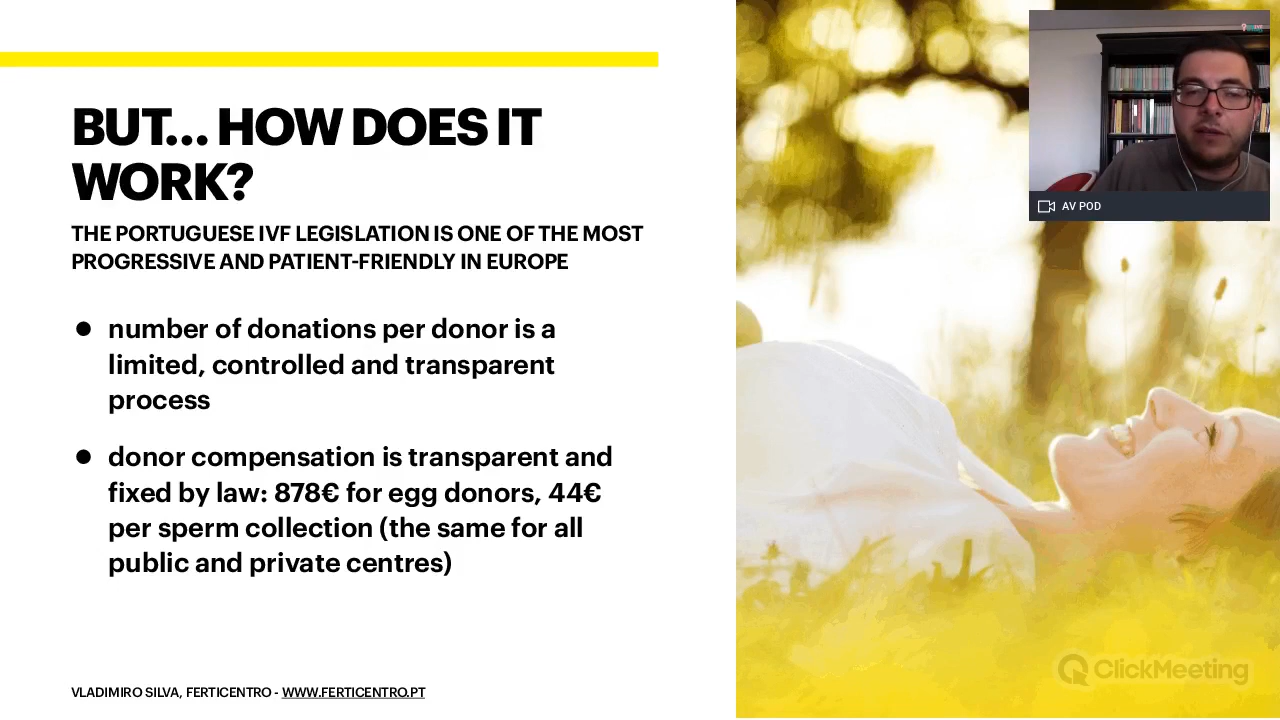 BUT... HOW DOES IT
WORK?
THE PORTUGUESE IVF LEGISLATION IS ONE OF THE MOST
PROGRESSIVE AND PATIENT-FRIENDLY IN EUROPE
● number of donations per donor is a
limited, controlled and transparent
process
● donor compensation is transparent and
fixed by law: 878€ for egg donors, 44€
per sperm collection (the same for all
public and private centres)
VLADIMIRO SILVA, FERTICENTRO - WWW.FERTICENTRO.PT
AV POD
ClickMeeting